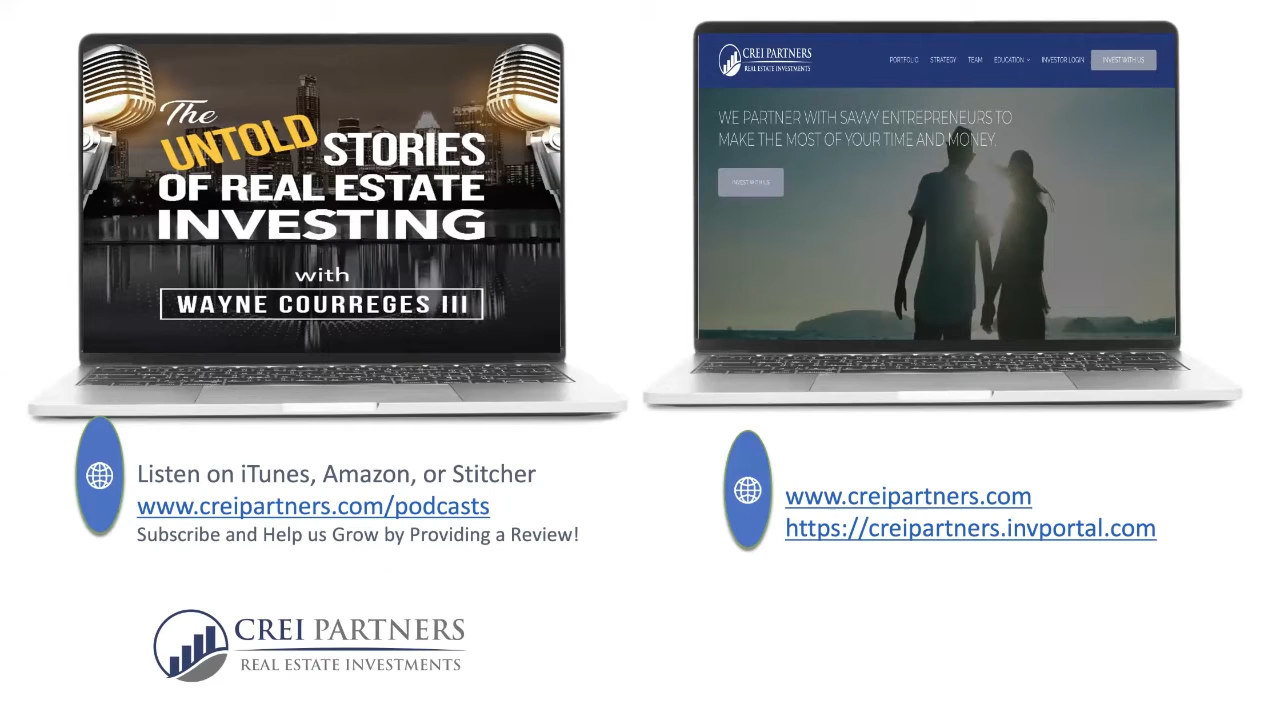 The
UNTOLD STORIES
OF REAL ESTATE
INVESTING
with
WAYNE COURREGES III
CREI PARTNERS
REAL ESTATE INVESTMENTS
PORTFOLIO STRATEGY TEAM EDUCATION INVESTOR LOGIN INVEST WITH US
WE PARTNER WITH SAVVY ENTREPRENEURS TO
MAKE THE MOST OF YOUR TIME AND MONEY.
INVEST WITH US
Listen on iTunes, Amazon, or Stitcher
www.creipartners.com/podcasts
Subscribe and Help us Grow by Providing a Review!
www.creipartners.com
https://creipartners.invportal.com
CREI PARTNERS
REAL ESTATE INVESTMENTS